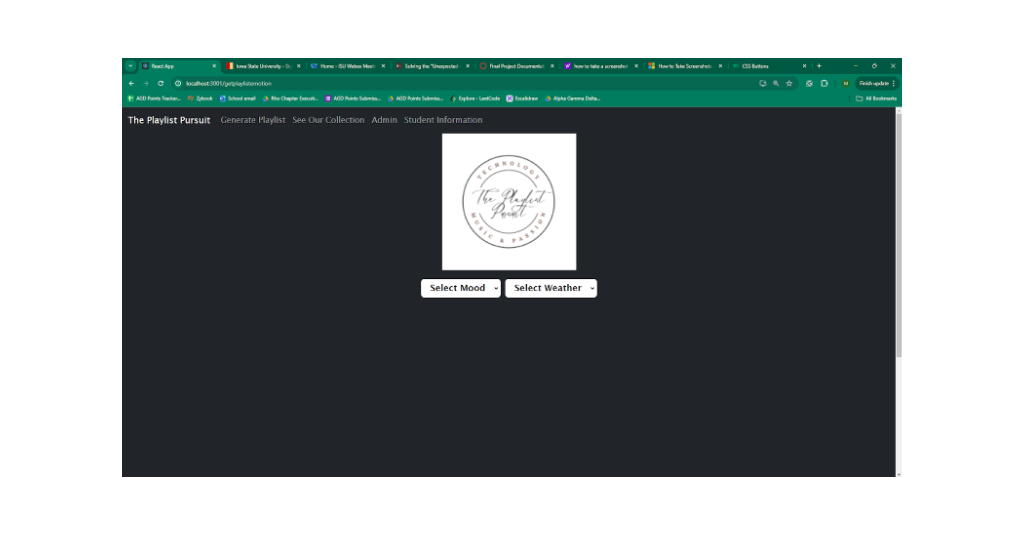 React App
Iowa State University - St
Home - ISU Webex Meeti
Solving the "Unexpected
Final Project Documentati
how to take a screenshot
How to Take Screenshots
CSS Buttons
localhost:3001/getplaylistemotion
Finish update
AGD Points Tracker...
Zybook
School email
Rho Chapter Executi...
AGD Points Submiss...
AGD Points Submiss...
Explore - LeetCode
Excalidraw
Alpha Gamma Delta...
All Bookmarks
The Playlist Pursuit Generate Playlist See Our Collection Admin Student Information
TECHNOLOGY
The Playlist
Pursuit
MUSIC & PASSION
Select Mood Select Weather